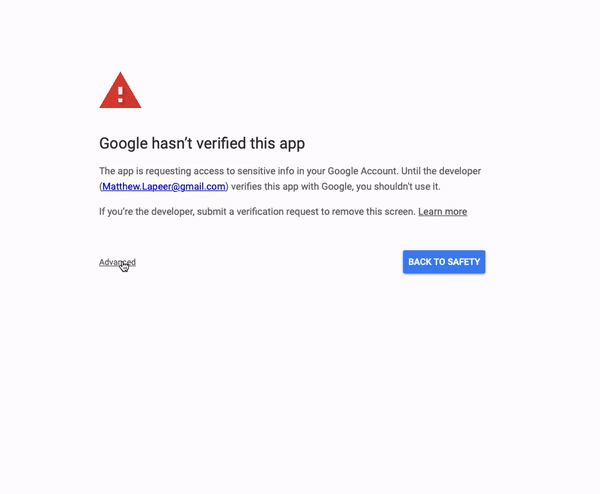 Google hasn’t verified this app
The app is requesting access to sensitive info in your Google Account. Until the developer
(Matthew.Lapeer@gmail.com) verifies this app with Google, you shouldn't use it.
If you’re the developer, submit a verification request to remove this screen. Learn more
Advanced
BACK TO SAFETY